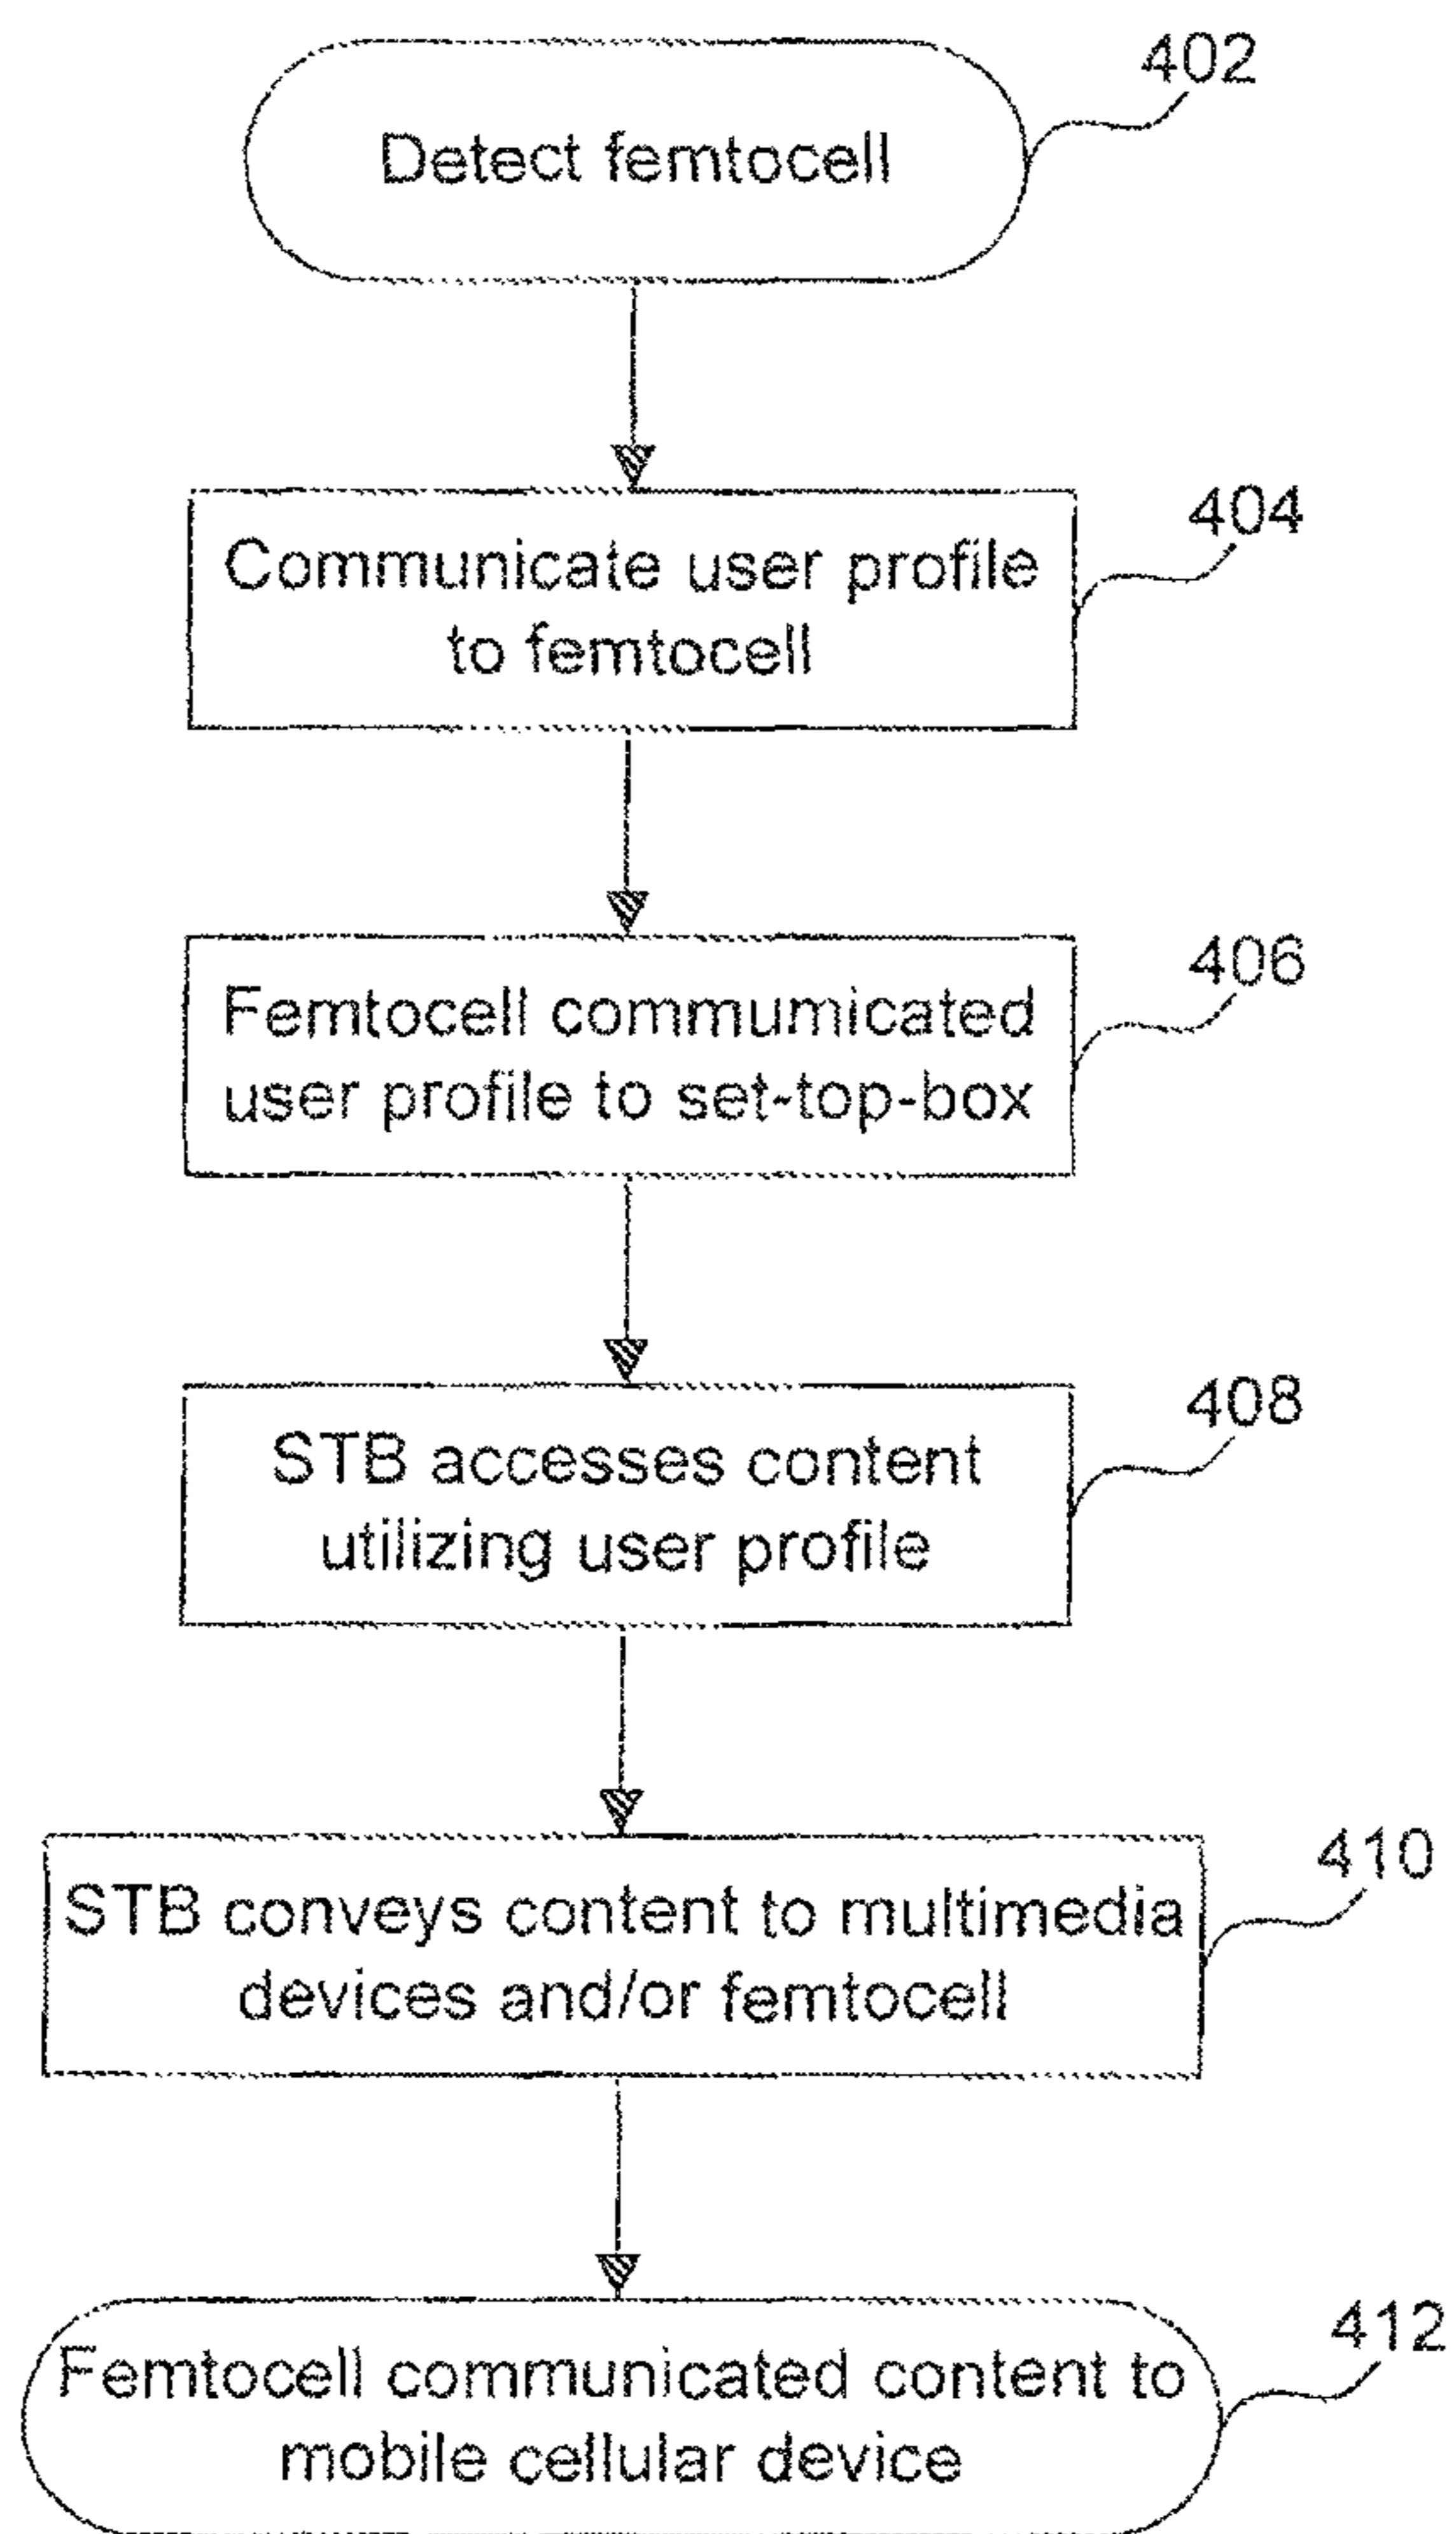 402
Detect femtocell
404
Communicate user profile
to femtocell
406
Femtocell commumicated
user profile to set-top-box
408
STB accesses content
utilizing user profile
410
STB conveys content to multimedia
devices and/or femtocell
412
Femtocell communicated content to
mobile cellular device